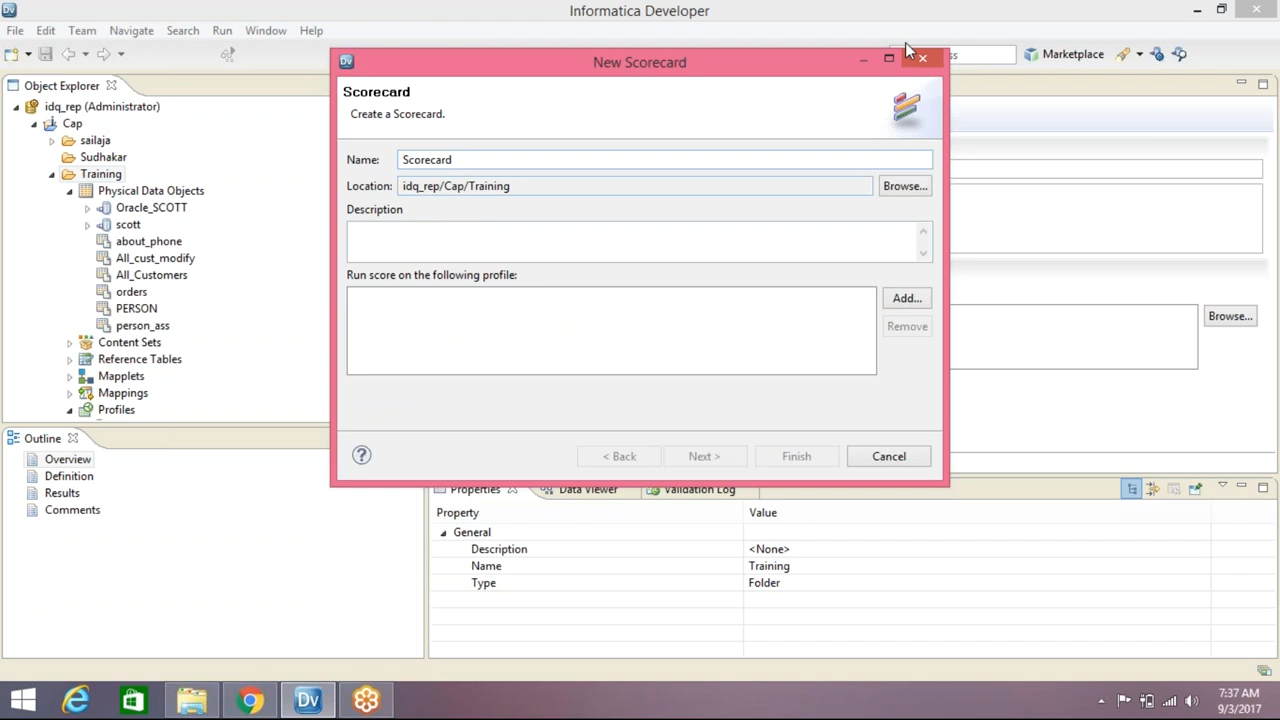 Informatica Developer
File Edit Team Navigate Search Run Window Help
Marketplace
Object Explorer
idq_rep (Administrator)
Cap
sailaja
Sudhakar
Training
Physical Data Objects
Oracle_SCOTT
scott
about_phone
All_cust_modify
All_Customers
orders
PERSON
person_ass
Content Sets
Reference Tables
Mapplets
Mappings
Profiles
Dv
New Scorecard
Scorecard
Create a Scorecard.
Name: Scorecard
Location: idq_rep/Cap/Training Browse...
Description
Run score on the following profile:
Add...
Remove
? < Back Next > Finish Cancel
Browse...
Outline
Overview
Definition
Results
Comments
Properties Data Viewer Validation Log
Property Value
General
Description <None>
Name Training
Type Folder
Dv
7:37 AM
9/3/2017